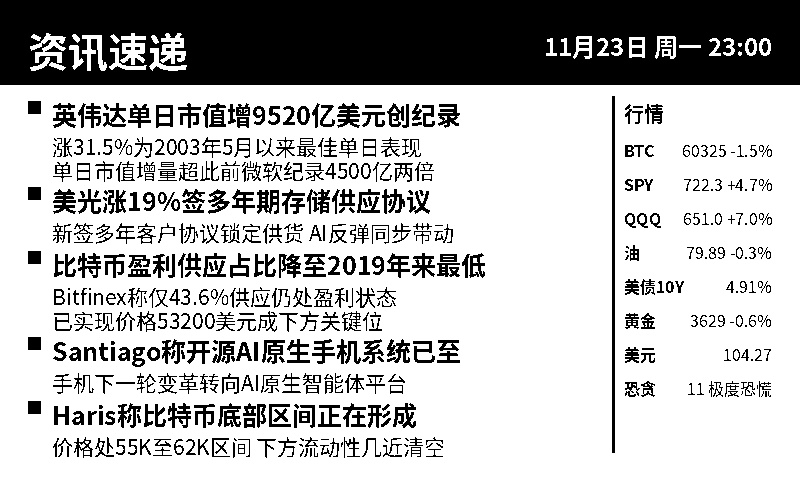 资讯速递
11月23日 周一 23:00
英伟达单日市值增9520亿美元创纪录
涨31.5%为2003年5月以来最佳单日表现
单日市值增量超此前微软纪录4500亿两倍
美光涨19%签多年期存储供应协议
新签多年客户协议锁定供货 AI反弹同步带动
比特币盈利供应占比降至2019年来最低
Bitfinex称仅43.6%供应仍处盈利状态
已实现价格53200美元成下方关键位
Santiago称开源AI原生手机系统已至
手机下一轮变革转向AI原生智能体平台
Haris称比特币底部区间正在形成
价格处55K至62K区间 下方流动性几近清空
行情
BTC 60325 -1.5%
SPY 722.3 +4.7%
QQQ 651.0 +7.0%
油 79.89 -0.3%
美债10Y 4.91%
黄金 3629 -0.6%
美元 104.27
恐贪 11 极度恐慌